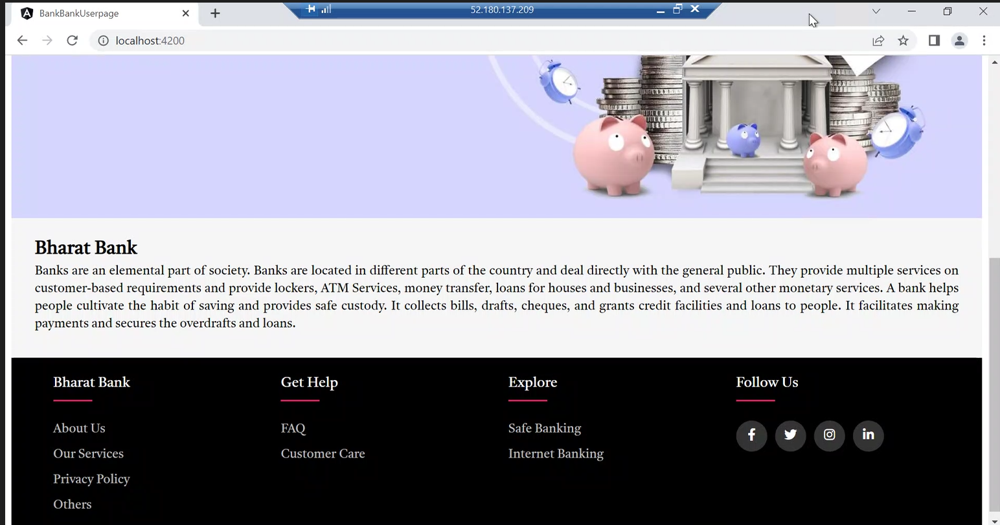 BankBankUserpage
52.180.137.209
localhost:4200
Bharat Bank
Banks are an elemental part of society. Banks are located in different parts of the country and deal directly with the general public. They provide multiple services on
customer-based requirements and provide lockers, ATM Services, money transfer, loans for houses and businesses, and several other monetary services. A bank helps
people cultivate the habit of saving and provides safe custody. It collects bills, drafts, cheques, and grants credit facilities and loans to people. It facilitates making
payments and secures the overdrafts and loans.
Bharat Bank
Get Help
Explore
Follow Us
About Us
FAQ
Safe Banking
Our Services
Customer Care
Internet Banking
Privacy Policy
Others